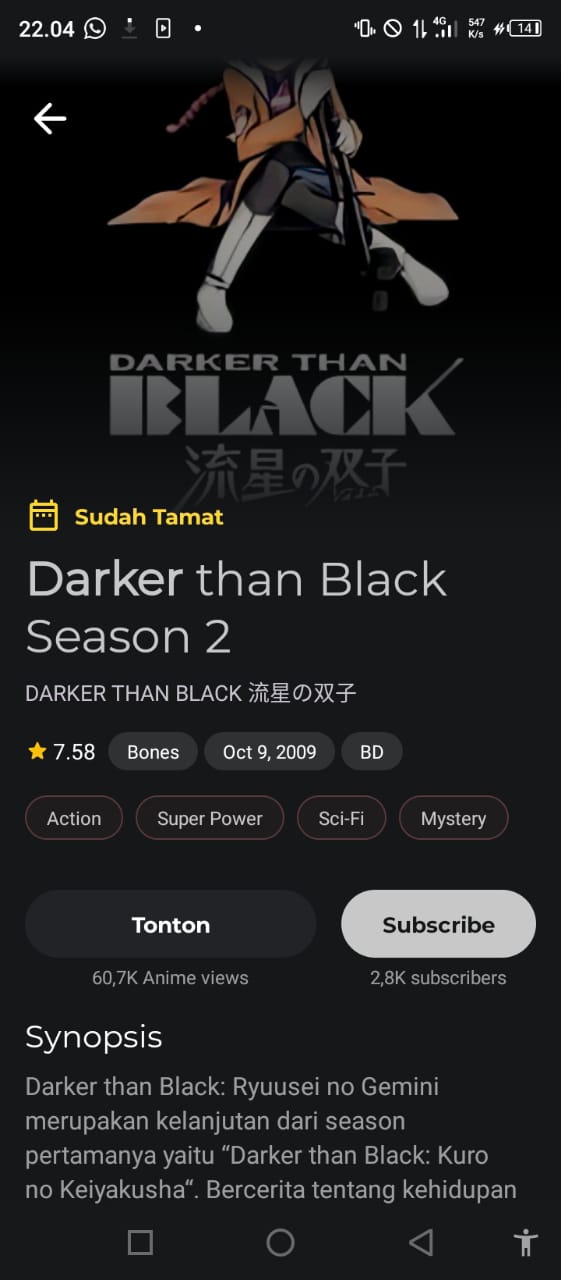 22.04
4G
547
K/s
14
DARKER THAN
BLACK
流星の双子
Sudah Tamat
Darker than Black
Season 2
DARKER THAN BLACK 流星の双子
7.58
Bones
Oct 9, 2009
BD
Action
Super Power
Sci-Fi
Mystery
Tonton
Subscribe
60,7K Anime views
2,8K subscribers
Synopsis
Darker than Black: Ryuusei no Gemini
merupakan kelanjutan dari season
pertamanya yaitu “Darker than Black: Kuro
no Keiyakusha“. Bercerita tentang kehidupan